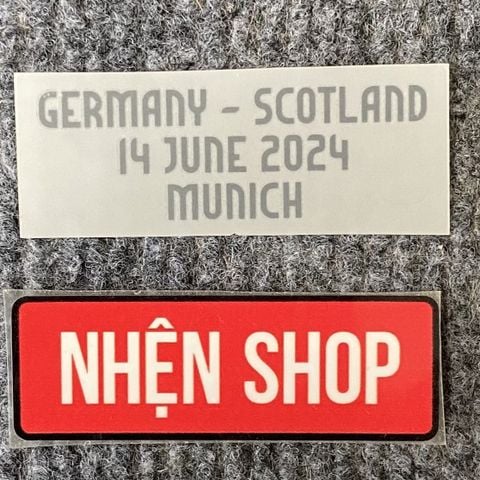 GERMANY - SCOTLAND
14 JUNE 2024
MUNICH
NHỆN SHOP